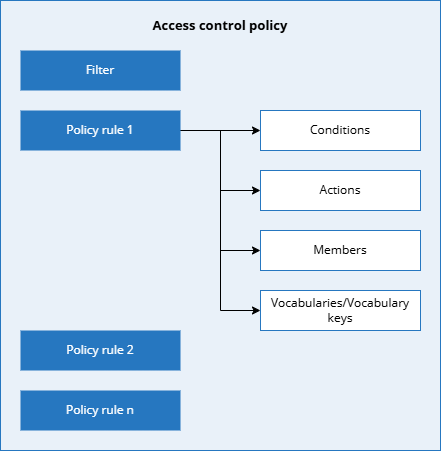 Access control policy
Filter
Policy rule 1
Conditions
Actions
Members
Vocabularies/Vocabulary
keys
Policy rule 2
Policy rule n